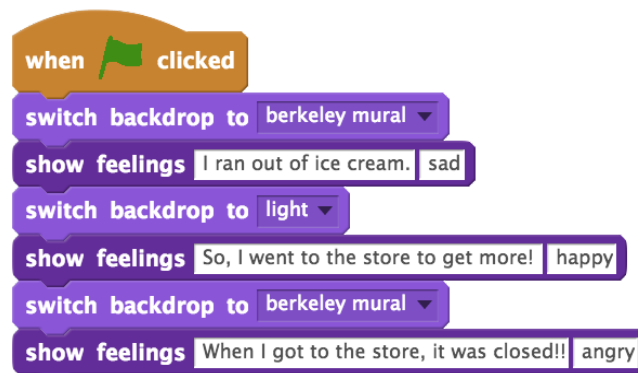 when clicked
switch backdrop to berkeley mural
show feelings I ran out of ice cream. sad
switch backdrop to light
show feelings So, I went to the store to get more! happy
switch backdrop to berkeley mural
show feelings When I got to the store, it was closed!! angry